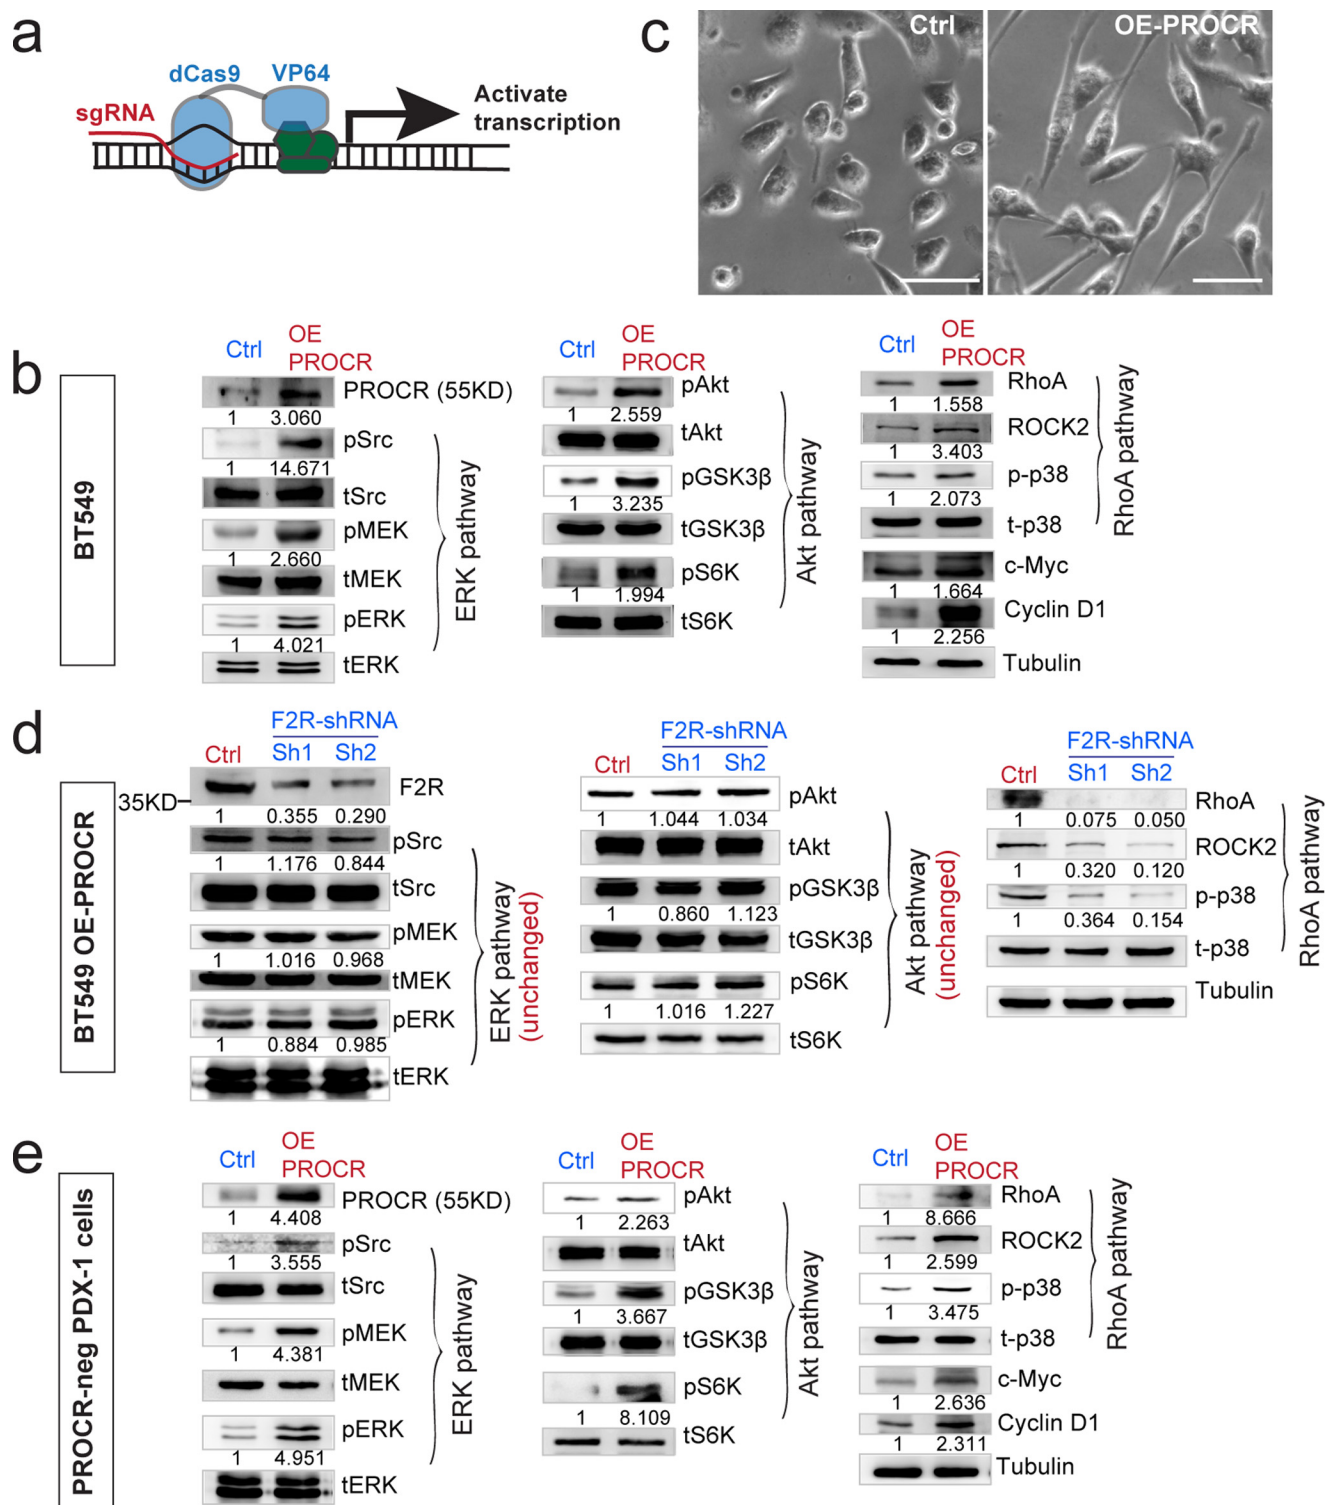 a
dCas9
VP64
sgRNA
Activate
transcription
c
Ctrl
OE-PROCR
b
BT549
Ctrl
OE
PROCR
PROCR (55KD)
1 3.060
pSrc
1 14.671
tSrc
pMEK
1 2.660
tMEK
pERK
1 4.021
tERK
ERK pathway
Ctrl
OE
PROCR
pAkt
1 2.559
tAkt
pGSK3β
1 3.235
tGSK3β
pS6K
1 1.994
tS6K
Akt pathway
Ctrl
OE
PROCR
RhoA
1 1.558
ROCK2
1 3.403
p-p38
1 2.073
t-p38
c-Myc
1 1.664
Cyclin D1
1 2.256
Tubulin
RhoA pathway
d
BT549 OE-PROCR
F2R-shRNA
Ctrl Sh1 Sh2
F2R
35KD
1 0.355 0.290
pSrc
1 1.176 0.844
tSrc
pMEK
1 1.016 0.968
tMEK
pERK
1 0.884 0.985
tERK
ERK pathway
(unchanged)
F2R-shRNA
Ctrl Sh1 Sh2
pAkt
1 1.044 1.034
tAkt
pGSK3β
1 0.860 1.123
tGSK3β
pS6K
1 1.016 1.227
tS6K
Akt pathway
(unchanged)
F2R-shRNA
Ctrl Sh1 Sh2
RhoA
1 0.075 0.050
ROCK2
1 0.320 0.120
p-p38
1 0.364 0.154
t-p38
Tubulin
RhoA pathway
e
PROCR-neg PDX-1 cells
Ctrl
OE
PROCR
PROCR (55KD)
1 4.408
pSrc
1 3.555
tSrc
pMEK
1 4.381
tMEK
pERK
1 4.951
tERK
ERK pathway
Ctrl
OE
PROCR
pAkt
1 2.263
tAkt
pGSK3β
1 3.667
tGSK3β
pS6K
1 8.109
tS6K
Akt pathway
Ctrl
OE
PROCR
RhoA
1 8.666
ROCK2
1 2.599
p-p38
1 3.475
t-p38
c-Myc
1 2.636
Cyclin D1
1 2.311
Tubulin
RhoA pathway